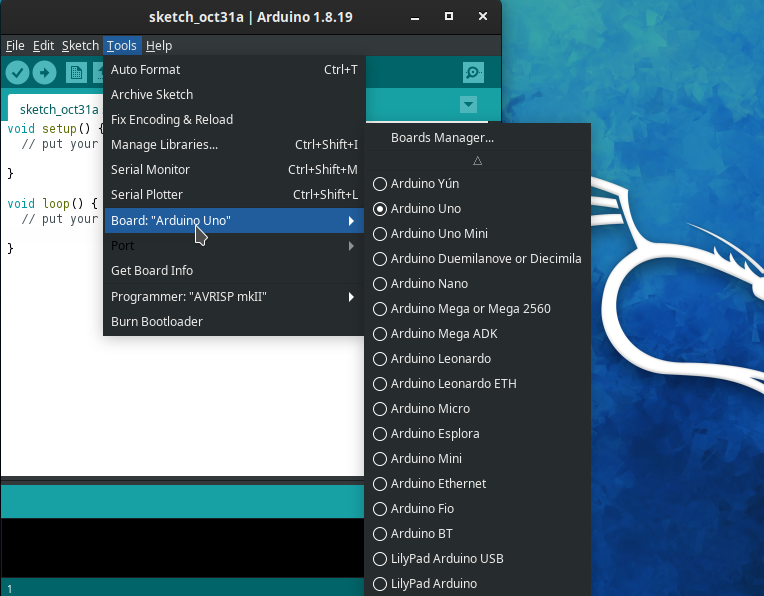 sketch_oct31a | Arduino 1.8.19
File Edit Sketch Tools Help
sketch_oct31a
void setup() {
// put your
}
void loop() {
// put your
}
Auto Format Ctrl+T
Archive Sketch
Fix Encoding & Reload
Manage Libraries... Ctrl+Shift+I
Serial Monitor Ctrl+Shift+M
Serial Plotter Ctrl+Shift+L
Board: "Arduino Uno"
Port
Get Board Info
Programmer: "AVRISP mkII"
Burn Bootloader
Boards Manager...
Arduino Yún
Arduino Uno
Arduino Uno Mini
Arduino Duemilanove or Diecimila
Arduino Nano
Arduino Mega or Mega 2560
Arduino Mega ADK
Arduino Leonardo
Arduino Leonardo ETH
Arduino Micro
Arduino Esplora
Arduino Mini
Arduino Ethernet
Arduino Fio
Arduino BT
LilyPad Arduino USB
LilyPad Arduino
1